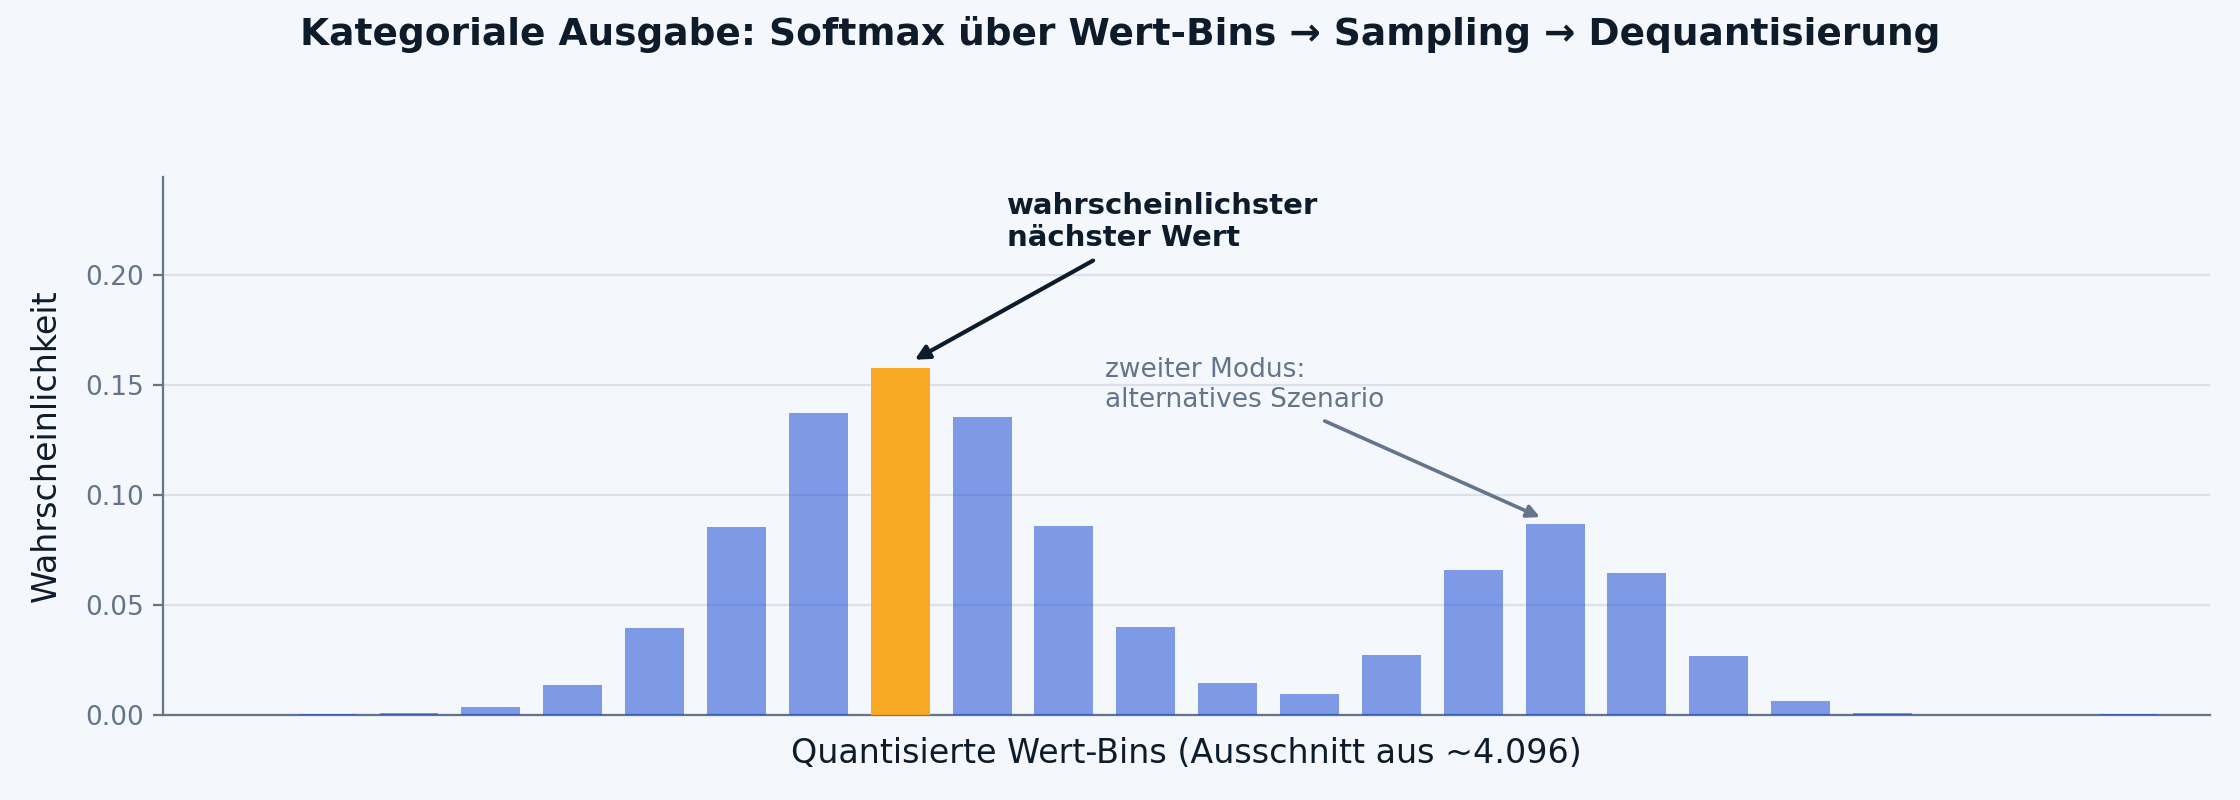 Kategoriale Ausgabe: Softmax über Wert-Bins → Sampling → Dequantisierung
wahrscheinlichster
nächster Wert
zweiter Modus:
alternatives Szenario
Wahrscheinlichkeit
0.20
0.15
0.10
0.05
0.00
Quantisierte Wert-Bins (Ausschnitt aus ~4.096)